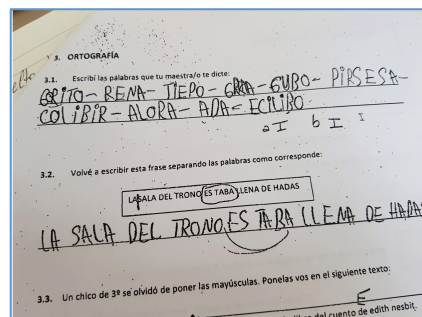 3. ORTOGRAFÍA
3.1. Escribí las palabras que tu maestra/o te dicte:
GRITO- RENA- TIEPO- GRRA- GUBO- PIRSESA-
COLIBIR- ALORA- ADA- ECILIBO
a I b I I
3.2. Volvé a escribir esta frase separando las palabras como corresponde:
LASALA DEL TRONO ES TABA LLENA DE HADAS
LA SALA DEL TRONO ES TABA LLENA DE HADA
3.3. Un chico de 3º se olvidó de poner las mayúsculas. Ponelas vos en el siguiente texto:
E
del cuento de edith nesbit.